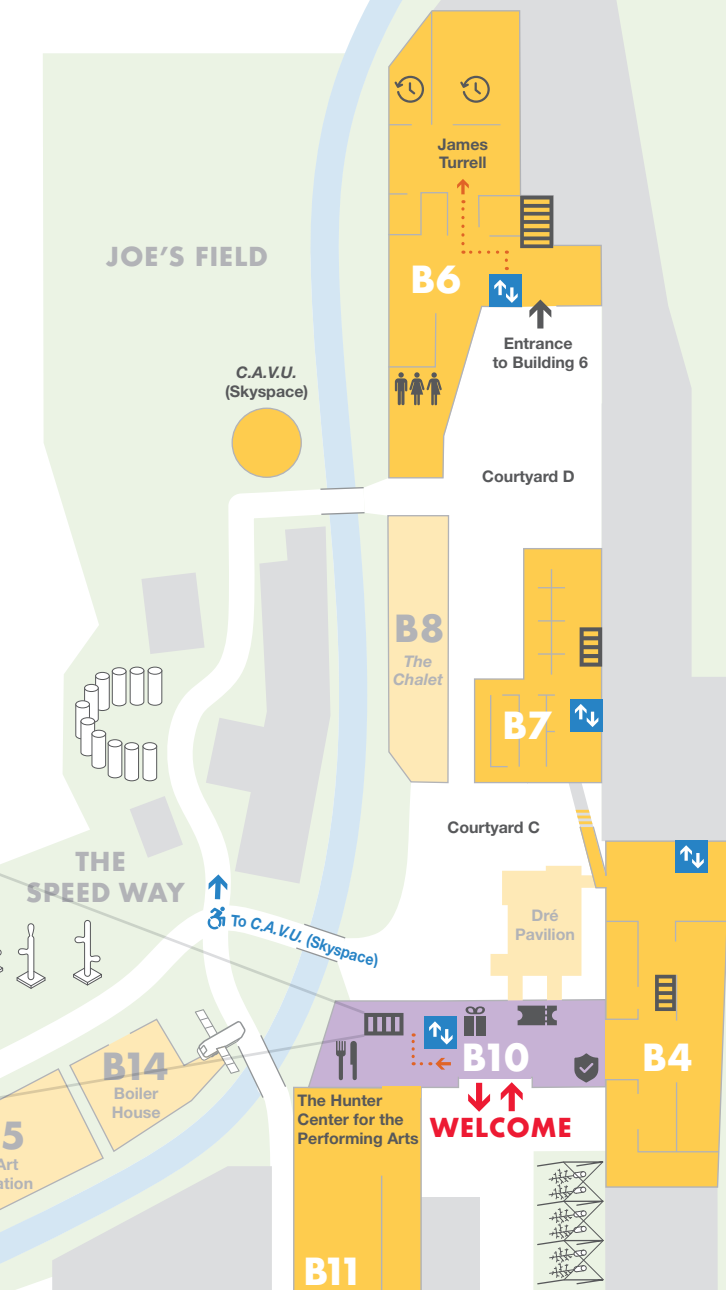 James
Turrell
JOE'S FIELD
B6
Entrance
to Building 6
C.A.V.U.
(Skyspace)
Courtyard D
B8
The
Chalet
B7
Courtyard C
THE
SPEED WAY
Dré
Pavilion
To C.A.V.U. (Skyspace)
B10
B4
B14
Boiler
House
The Hunter
Center for the
Performing Arts
WELCOME
5
Art
B11